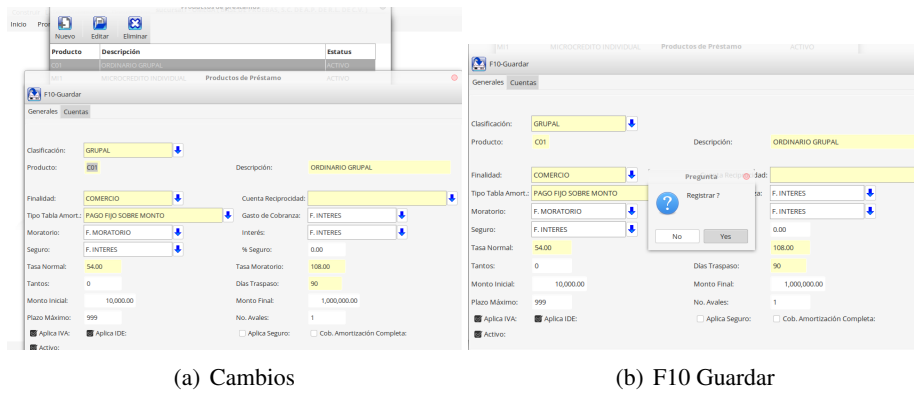 Productos de préstamos
Inicio
Nuevo Editar Eliminar
Producto Descripción Estatus
C01 ORDINARIO GRUPAL ACTIVO
M01 MICROCREDITO INDIVIDUAL Productos de Préstamo ACTIVO
F10-Guardar
Generales Cuentas
Clasificación: GRUPAL
Producto: C01 Descripción: ORDINARIO GRUPAL
Finalidad: COMERCIO Cuenta Reciprocidad:
Tipo Tabla Amort.: PAGO FIJO SOBRE MONTO Gasto de Cobranza: F. INTERES
Moratorio: F. MORATORIO Interés: F. INTERES
Seguro: F. INTERES % Seguro: 0.00
Tasa Normal: 54.00 Tasa Moratorio: 108.00
Tantos: 0 Días Traspaso: 90
Monto Inicial: 10,000.00 Monto Final: 1,000,000.00
Plazo Máximo: 999 No. Avales: 1
Aplica IVA: Aplica IDE: Aplica Seguro: Cob. Amortización Completa:
Activo:
(a) Cambios
M01 MICROCREDITO INDIVIDUAL Productos de Préstamo ACTIVO
F10-Guardar
Generales Cuentas
Clasificación: GRUPAL
Producto: C01 Descripción: ORDINARIO GRUPAL
Finalidad: COMERCIO
Tipo Tabla Amort.: PAGO FIJO SOBRE MONTO F. INTERES
Moratorio: F. MORATORIO F. INTERES
Seguro: F. INTERES 0.00
Pregunta
Registrar ?
No Yes
Tasa Normal: 54.00 108.00
Tantos: 0 Días Traspaso: 90
Monto Inicial: 10,000.00 Monto Final: 1,000,000.00
Plazo Máximo: 999 No. Avales: 1
Aplica IVA: Aplica IDE: Aplica Seguro: Cob. Amortización Completa:
Activo:
(b) F10 Guardar